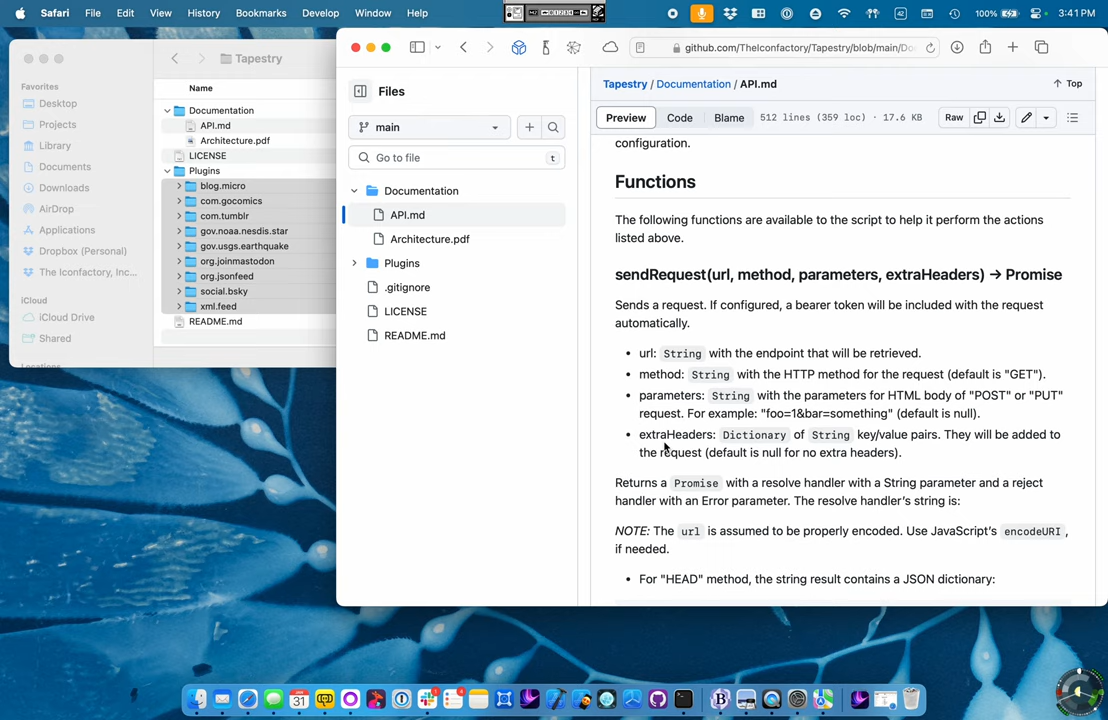 Safari File Edit View History Bookmarks Develop Window Help
100% 3:41 PM
github.com/TheIconfactory/Tapestry/blob/main/Do
Tapestry
Favorites
Desktop
Projects
Library
Documents
Downloads
AirDrop
Applications
Dropbox (Personal)
The Iconfactory, Inc...
iCloud
iCloud Drive
Shared
Name
Documentation
API.md
Architecture.pdf
LICENSE
Plugins
blog.micro
com.gocomics
com.tumblr
gov.noaa.nesdis.star
gov.usgs.earthquake
org.joinmastodon
org.jsonfeed
social.bsky
xml.feed
README.md
Files
main
Go to file t
Documentation
API.md
Architecture.pdf
Plugins
.gitignore
LICENSE
README.md
Tapestry / Documentation / API.md
Top
Preview Code Blame 512 lines (359 loc) · 17.6 KB Raw
configuration.
Functions
The following functions are available to the script to help it perform the actions
listed above.
sendRequest(url, method, parameters, extraHeaders) → Promise
Sends a request. If configured, a bearer token will be included with the request
automatically.
• url: String with the endpoint that will be retrieved.
• method: String with the HTTP method for the request (default is "GET").
• parameters: String with the parameters for HTML body of "POST" or "PUT"
request. For example: "foo=1&bar=something" (default is null).
• extraHeaders: Dictionary of String key/value pairs. They will be added to
the request (default is null for no extra headers).
Returns a Promise with a resolve handler with a String parameter and a reject
handler with an Error parameter. The resolve handler's string is:
NOTE: The url is assumed to be properly encoded. Use JavaScript's encodeURI ,
if needed.
• For "HEAD" method, the string result contains a JSON dictionary:
31